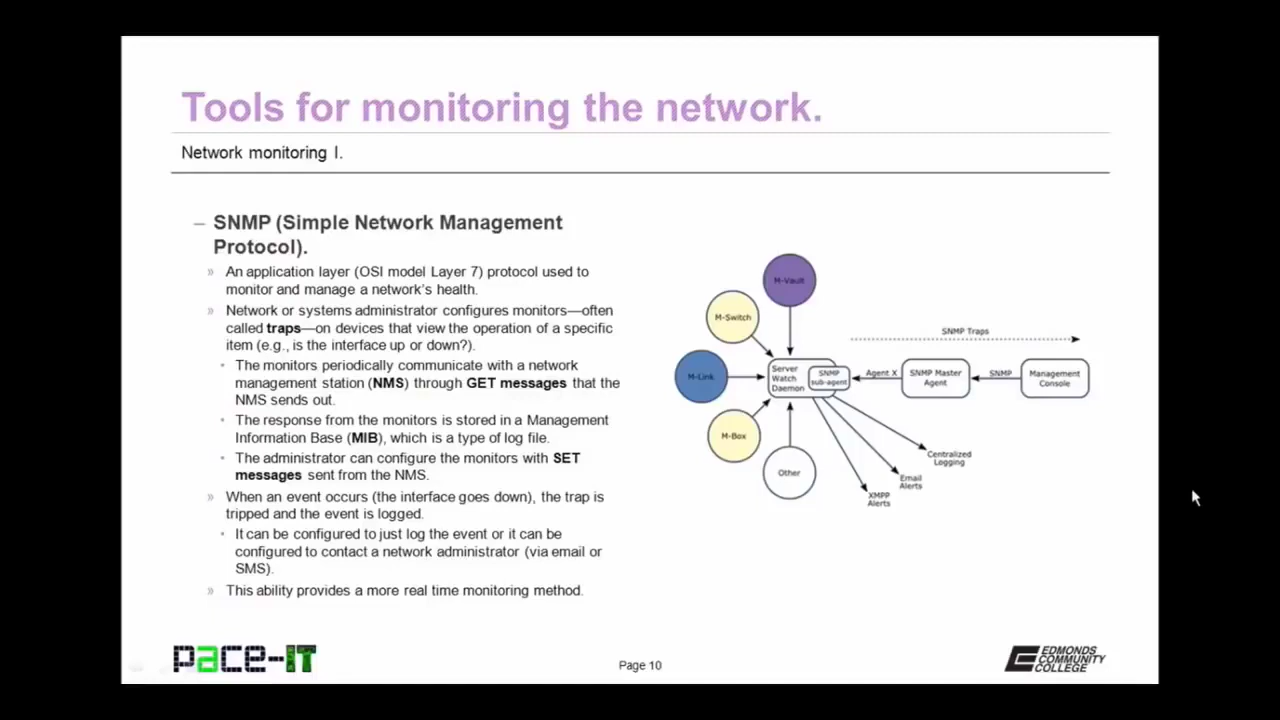 Tools for monitoring the network.
Network monitoring I.
– SNMP (Simple Network Management
Protocol).
» An application layer (OSI model Layer 7) protocol used to
monitor and manage a network’s health.
» Network or systems administrator configures monitors—often
called traps—on devices that view the operation of a specific
item (e.g., is the interface up or down?).
• The monitors periodically communicate with a network
management station (NMS) through GET messages that the
NMS sends out.
• The response from the monitors is stored in a Management
Information Base (MIB), which is a type of log file.
• The administrator can configure the monitors with SET
messages sent from the NMS.
» When an event occurs (the interface goes down), the trap is
tripped and the event is logged.
• It can be configured to just log the event or it can be
configured to contact a network administrator (via email or
SMS).
» This ability provides a more real time monitoring method.
M-Vault
M-Switch
M-Link
M-Box
Other
Server
Watch
Daemon
SNMP
sub-agent
Agent X
SNMP Master
Agent
SNMP
Management
Console
SNMP Traps
Centralized
Logging
Email
Alerts
XMPP
Alerts
pace-IT
Page 10
EDMONDS
COMMUNITY
COLLEGE